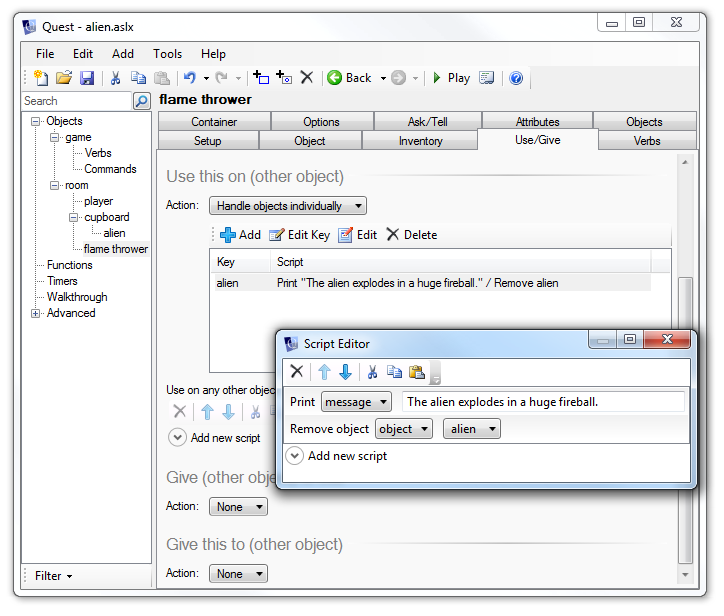 Quest - alien.aslx
File Edit Add Tools Help
Back Play
Search
flame thrower
Container Options Ask/Tell Attributes Objects
Setup Object Inventory Use/Give Verbs
Objects
game
Verbs
Commands
room
player
cupboard
alien
flame thrower
Functions
Timers
Walkthrough
Advanced
Filter
Use this on (other object)
Action: Handle objects individually
Add Edit Key Edit Delete
Key Script
alien Print "The alien explodes in a huge fireball." / Remove alien
Use on any other objec
Add new script
Give (other obje
Action: None
Give this to (other object)
Action: None
Script Editor
Print message The alien explodes in a huge fireball.
Remove object object alien
Add new script